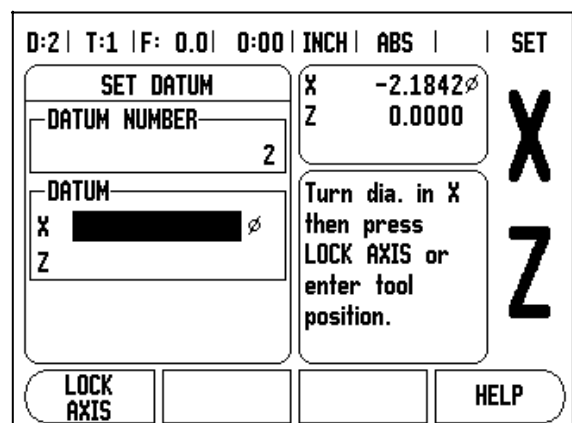 D:2 | T:1 | F: 0.0 | 0:00 | INCH | ABS | | SET
SET DATUM
DATUM NUMBER
2
DATUM
X ⌀
Z
X -2.1842⌀
Z 0.0000
Turn dia. in X
then press
LOCK AXIS or
enter tool
position.
X
Z
LOCK
AXIS
HELP